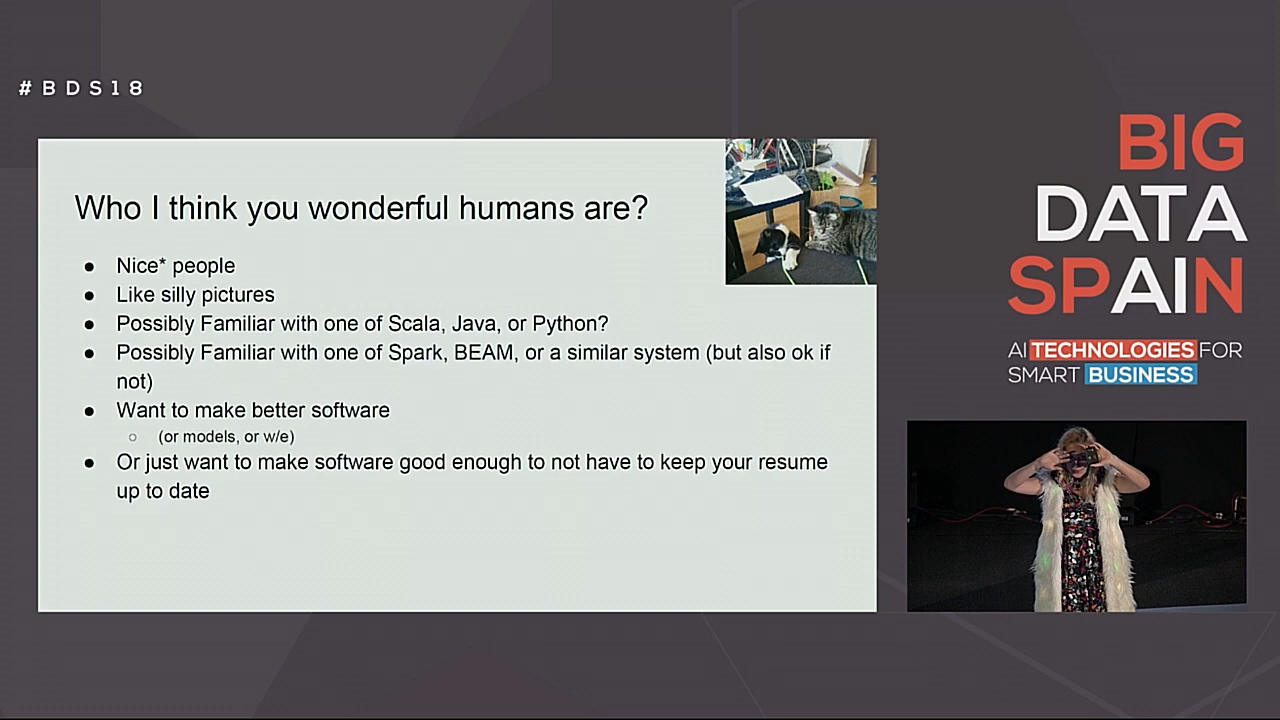 #BDS18
Who I think you wonderful humans are?
● Nice* people
● Like silly pictures
● Possibly Familiar with one of Scala, Java, or Python?
● Possibly Familiar with one of Spark, BEAM, or a similar system (but also ok if
not)
● Want to make better software
○ (or models, or w/e)
● Or just want to make software good enough to not have to keep your resume
up to date
BIG
DATA
SPAIN
AI TECHNOLOGIES FOR
SMART BUSINESS